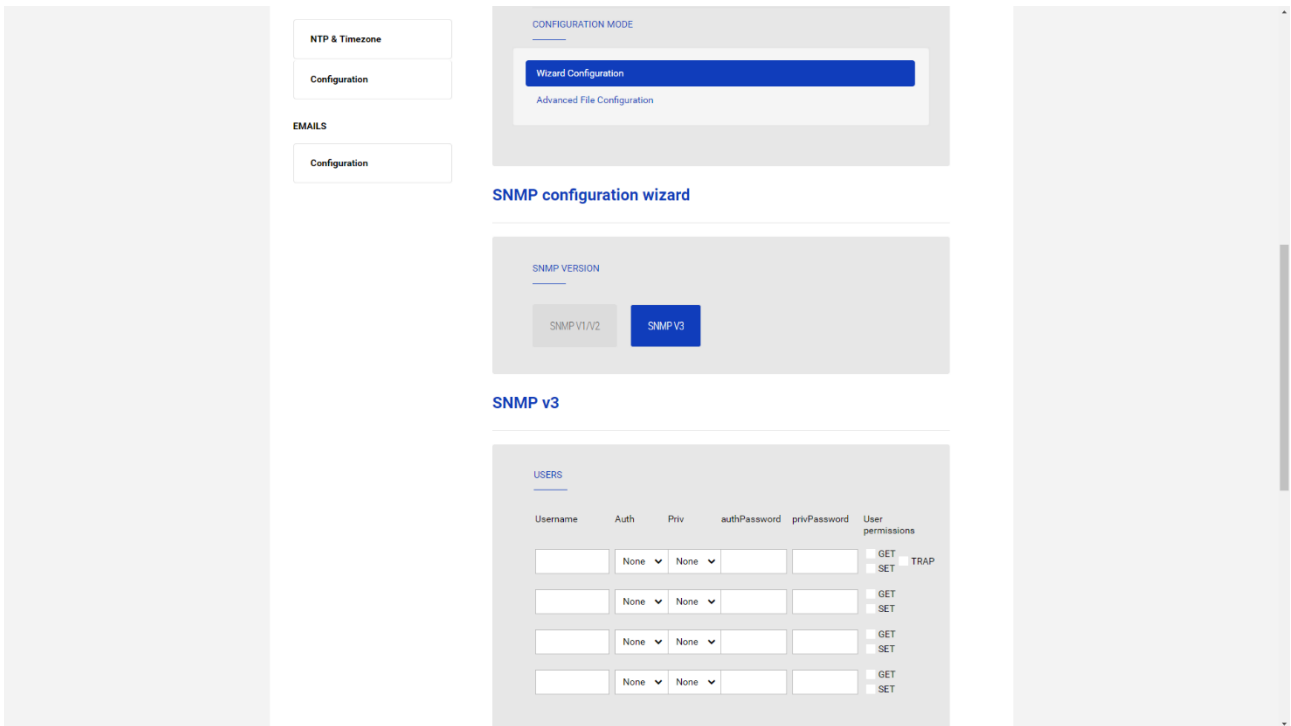 NTP & Timezone
Configuration
EMAILS
Configuration
CONFIGURATION MODE
Wizard Configuration
Advanced File Configuration
SNMP configuration wizard
SNMP VERSION
SNMP V1/V2 SNMP V3
SNMP v3
USERS
Username Auth Priv authPassword privPassword User permissions
None None GET SET TRAP
None None GET SET
None None GET SET
None None GET SET